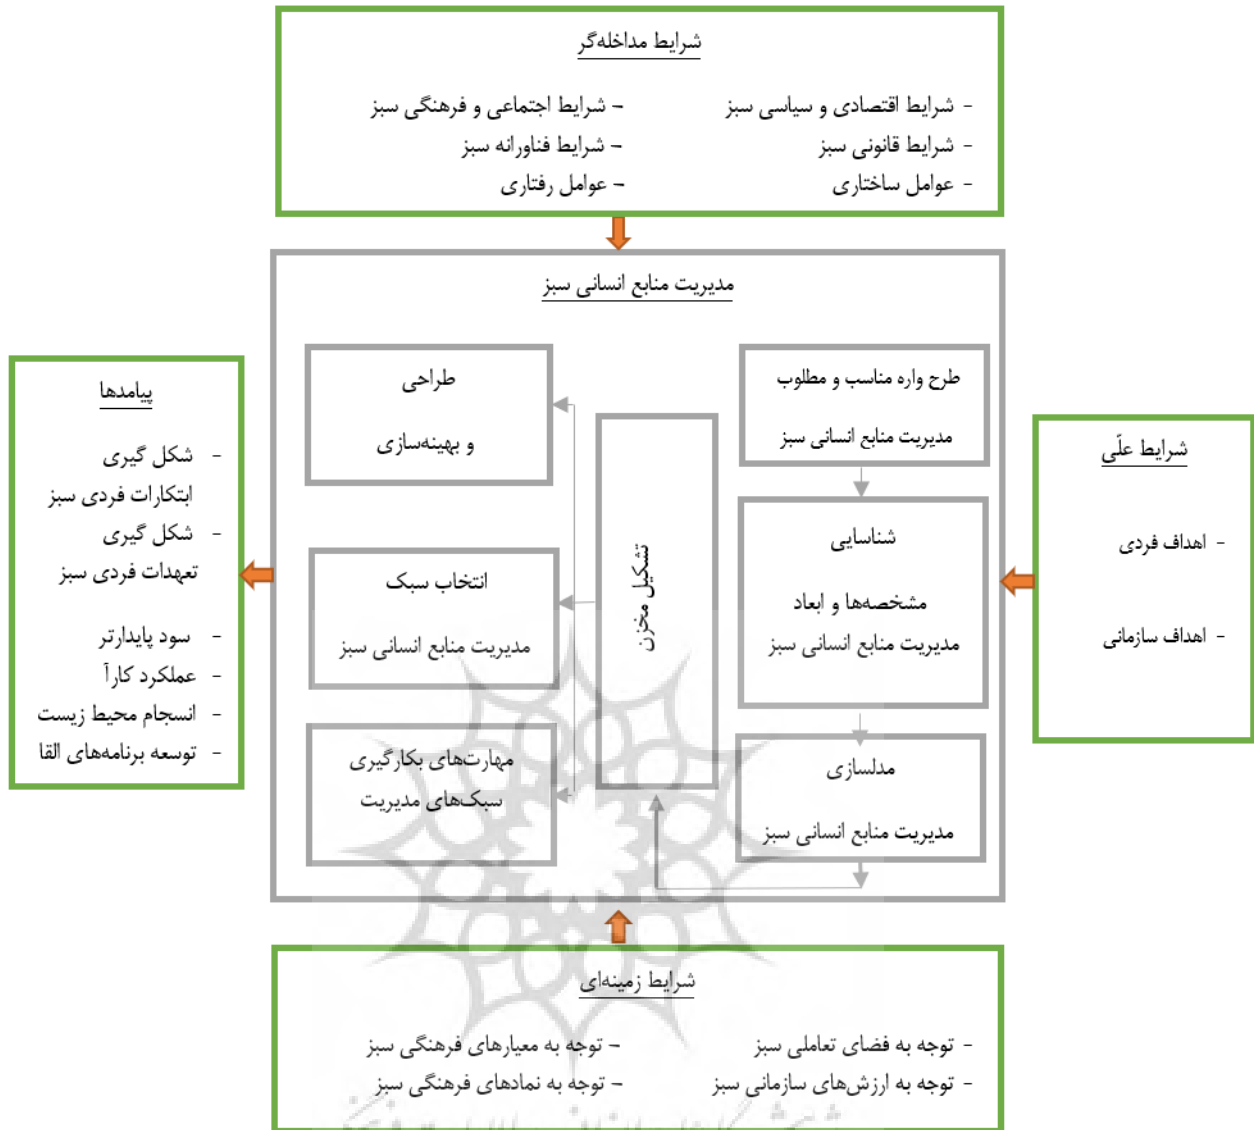 شرایط مداخله‌گر
- شرایط اقتصادی و سیاسی سبز
- شرایط قانونی سبز
- عوامل ساختاری
- شرایط اجتماعی و فرهنگی سبز
- شرایط فناورانه سبز
- عوامل رفتاری
مدیریت منابع انسانی سبز
شرایط علّی
- اهداف فردی
- اهداف سازمانی
طرح واره مناسب و مطلوب
مدیریت منابع انسانی سبز
شناسایی
مشخصه‌ها و ابعاد
مدیریت منابع انسانی سبز
مدلسازی
مدیریت منابع انسانی سبز
تشکیل مخزن
طراحی
و بهینه‌سازی
انتخاب سبک
مدیریت منابع انسانی سبز
مهارت‌های بکارگیری
سبک‌های مدیریت
پیامدها
- شکل گیری
ابتکارات فردی سبز
- شکل گیری
تعهدات فردی سبز
- سود پایدارتر
- عملکرد کارآ
- انسجام محیط زیست
- توسعه برنامه‌های القا
شرایط زمینه‌ای
- توجه به فضای تعاملی سبز
- توجه به ارزش‌های سازمانی سبز
- توجه به معیارهای فرهنگی سبز
- توجه به نمادهای فرهنگی سبز